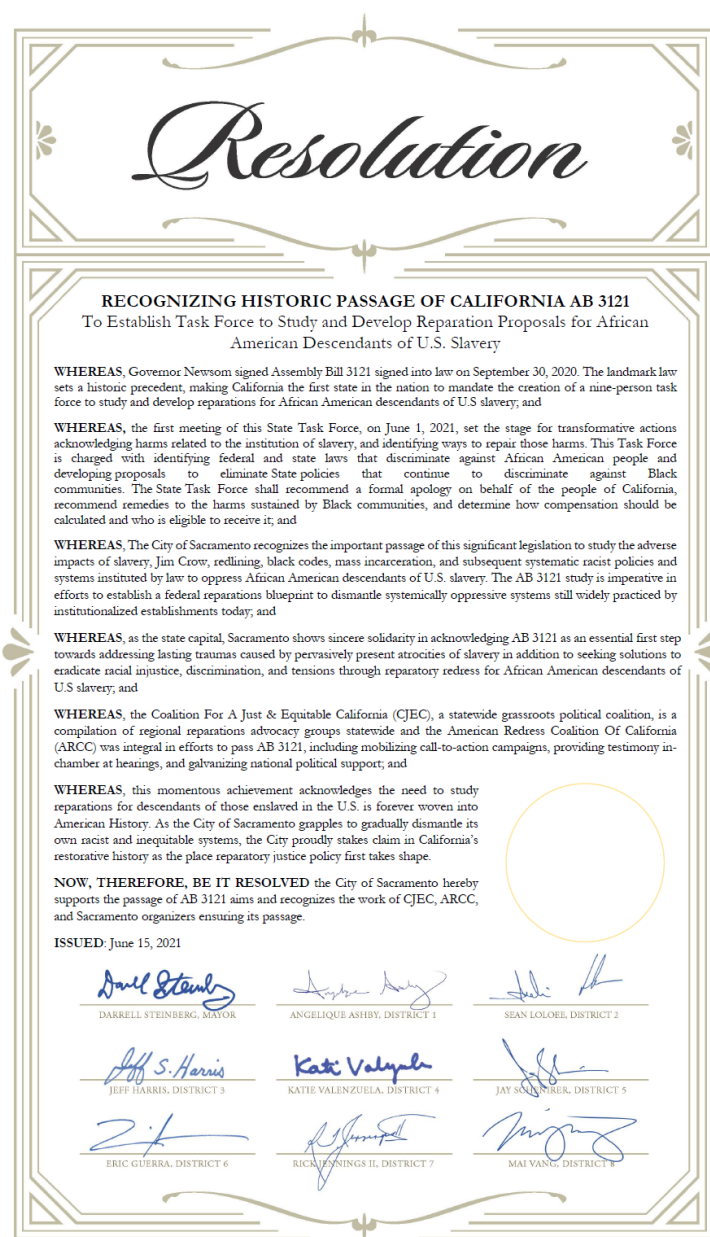 Resolution
RECOGNIZING HISTORIC PASSAGE OF CALIFORNIA AB 3121
To Establish Task Force to Study and Develop Reparation Proposals for African
American Descendants of U.S. Slavery
WHEREAS, Governor Newsom signed Assembly Bill 3121 signed into law on September 30, 2020. The landmark law
sets a historic precedent, making California the first state in the nation to mandate the creation of a nine-person task
force to study and develop reparations for African American descendants of U.S slavery; and
WHEREAS, the first meeting of this State Task Force, on June 1, 2021, set the stage for transformative actions
acknowledging harms related to the institution of slavery, and identifying ways to repair those harms. This Task Force
is charged with identifying federal and state laws that discriminate against African American people and
developing proposals to eliminate State policies that continue to discriminate against Black
communities. The State Task Force shall recommend a formal apology on behalf of the people of California,
recommend remedies to the harms sustained by Black communities, and determine how compensation should be
calculated and who is eligible to receive it; and
WHEREAS, The City of Sacramento recognizes the important passage of this significant legislation to study the adverse
impacts of slavery, Jim Crow, redlining, black codes, mass incarceration, and subsequent systematic racist policies and
systems instituted by law to oppress African American descendants of U.S. slavery. The AB 3121 study is imperative in
efforts to establish a federal reparations blueprint to dismantle systemically oppressive systems still widely practiced by
institutionalized establishments today; and
WHEREAS, as the state capital, Sacramento shows sincere solidarity in acknowledging AB 3121 as an essential first step
towards addressing lasting traumas caused by pervasively present atrocities of slavery in addition to seeking solutions to
eradicate racial injustice, discrimination, and tensions through reparatory redress for African American descendants of
U.S slavery; and
WHEREAS, the Coalition For A Just & Equitable California (CJEC), a statewide grassroots political coalition, is a
compilation of regional reparations advocacy groups statewide and the American Redress Coalition Of California
(ARCC) was integral in efforts to pass AB 3121, including mobilizing call-to-action campaigns, providing testimony in-
chamber at hearings, and galvanizing national political support; and
WHEREAS, this momentous achievement acknowledges the need to study
reparations for descendants of those enslaved in the U.S. is forever woven into
American History. As the City of Sacramento grapples to gradually dismantle its
own racist and inequitable systems, the City proudly stakes claim in California's
restorative history as the place reparatory justice policy first takes shape.
NOW, THEREFORE, BE IT RESOLVED the City of Sacramento hereby
supports the passage of AB 3121 aims and recognizes the work of CJEC, ARCC,
and Sacramento organizers ensuring its passage.
ISSUED: June 15, 2021
DARRELL STEINBERG, MAYOR
ANGELIQUE ASHBY, DISTRICT 1
SEAN LOLOEE, DISTRICT 2
Jeff S. Harris
JEFF HARRIS, DISTRICT 3
KATIE VALENZUELA, DISTRICT 4
JAY SCHENIRER, DISTRICT 5
ERIC GUERRA, DISTRICT 6
RICK JENNINGS II, DISTRICT 7
MAI VANG, DISTRICT 8